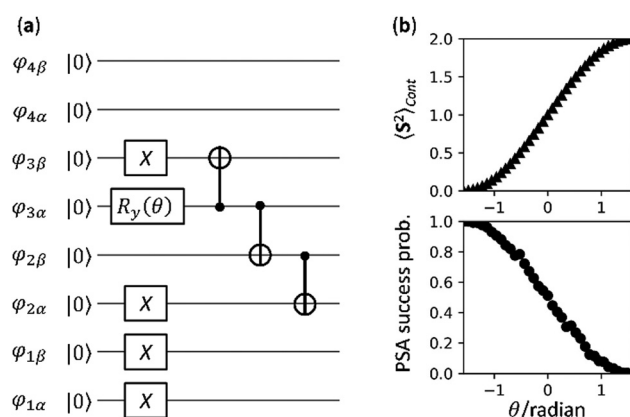 (a)
φ4β |0⟩
φ4α |0⟩
φ3β |0⟩ X
φ3α |0⟩ Ry(θ)
φ2β |0⟩
φ2α |0⟩ X
φ1β |0⟩ X
φ1α |0⟩ X
(b)
⟨S²⟩Cont
2.0
1.5
1.0
0.5
0.0
−1 0 1
PSA success prob.
1.0
0.8
0.6
0.4
0.2
0.0
−1 0 1
θ/radian